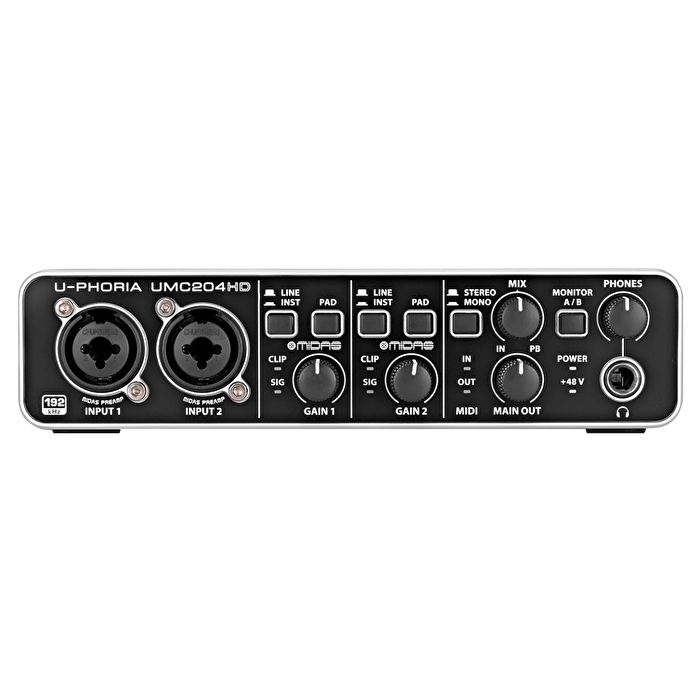 U-PHORIA UMC204HD
192
kHz
MIDAS PREAMP
INPUT 1
MIDAS PREAMP
INPUT 2
LINE
INST
PAD
MIDAS
CLIP
SIG
GAIN 1
LINE
INST
PAD
MIDAS
CLIP
SIG
GAIN 2
STEREO
MONO
MIX
IN PB
IN
OUT
MIDI
MAIN OUT
MONITOR
A / B
POWER
+48 V
PHONES